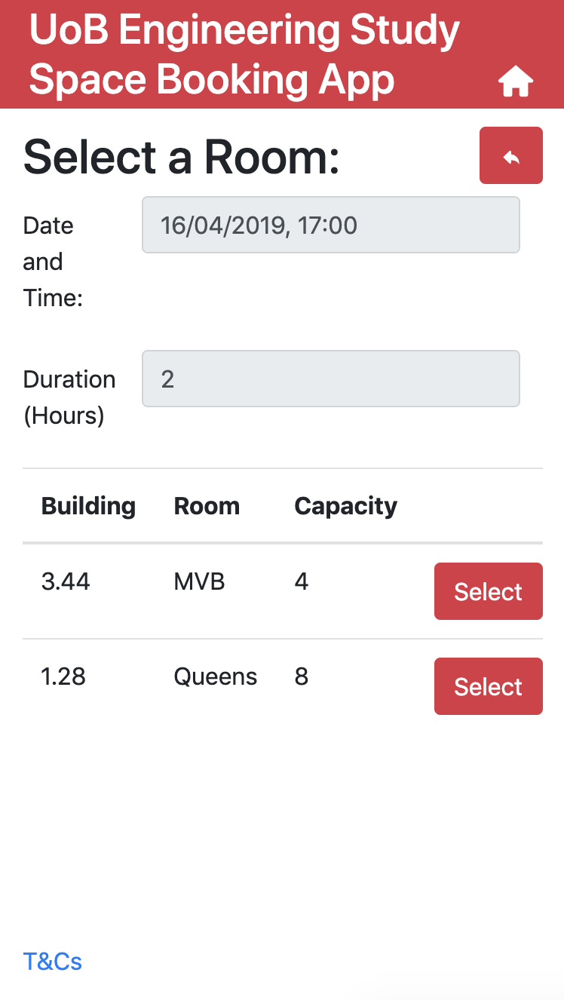 UoB Engineering Study
Space Booking App
Select a Room:
Date
and
Time:
16/04/2019, 17:00
Duration
(Hours)
2
Building Room Capacity
3.44 MVB 4 Select
1.28 Queens 8 Select
T&Cs